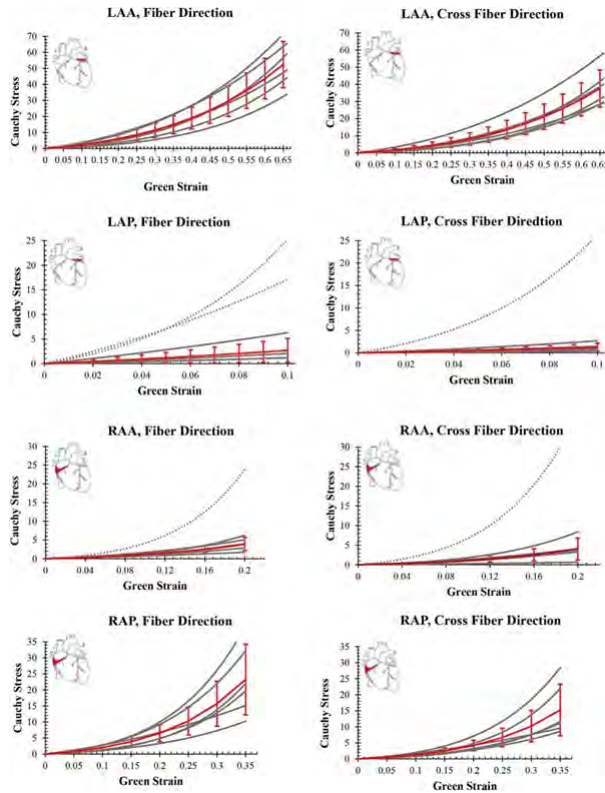 LAA, Fiber Direction
LAA, Cross Fiber Direction
Cauchy Stress
70
60
50
40
30
20
10
0
0 0.05 0.1 0.15 0.2 0.25 0.3 0.35 0.4 0.45 0.5 0.55 0.6 0.65
Green Strain
Cauchy Stress
70
60
50
40
30
20
10
0
0 0.05 0.1 0.15 0.2 0.25 0.3 0.35 0.4 0.45 0.5 0.55 0.6 0.65
Green Strain
LAP, Fiber Direction
LAP, Cross Fiber Diredtion
Cauchy Stress
25
20
15
10
5
0
0.02 0.04 0.06 0.08 0.1
Green Strain
Cauchy Stress
25
20
15
10
5
0
0 0.02 0.04 0.06 0.08 0.1
Green Strain
RAA, Fiber Direction
RAA, Cross Fiber Direction
Cauchy Stress
30
25
20
15
10
5
0
0 0.04 0.08 0.12 0.16 0.2
Green Strain
Cauchy Stress
30
25
20
15
10
5
0
0 0.04 0.08 0.12 0.16 0.2
Green Strain
RAP, Fiber Direction
RAP, Cross Fiber Direction
Cauchy Stress
35
30
25
20
15
10
5
0
0 0.05 0.1 0.15 0.2 0.25 0.3 0.35
Green Strain
Cauchy Stress
35
30
25
20
15
10
5
0
0 0.05 0.1 0.15 0.2 0.25 0.3 0.35
Green Strain